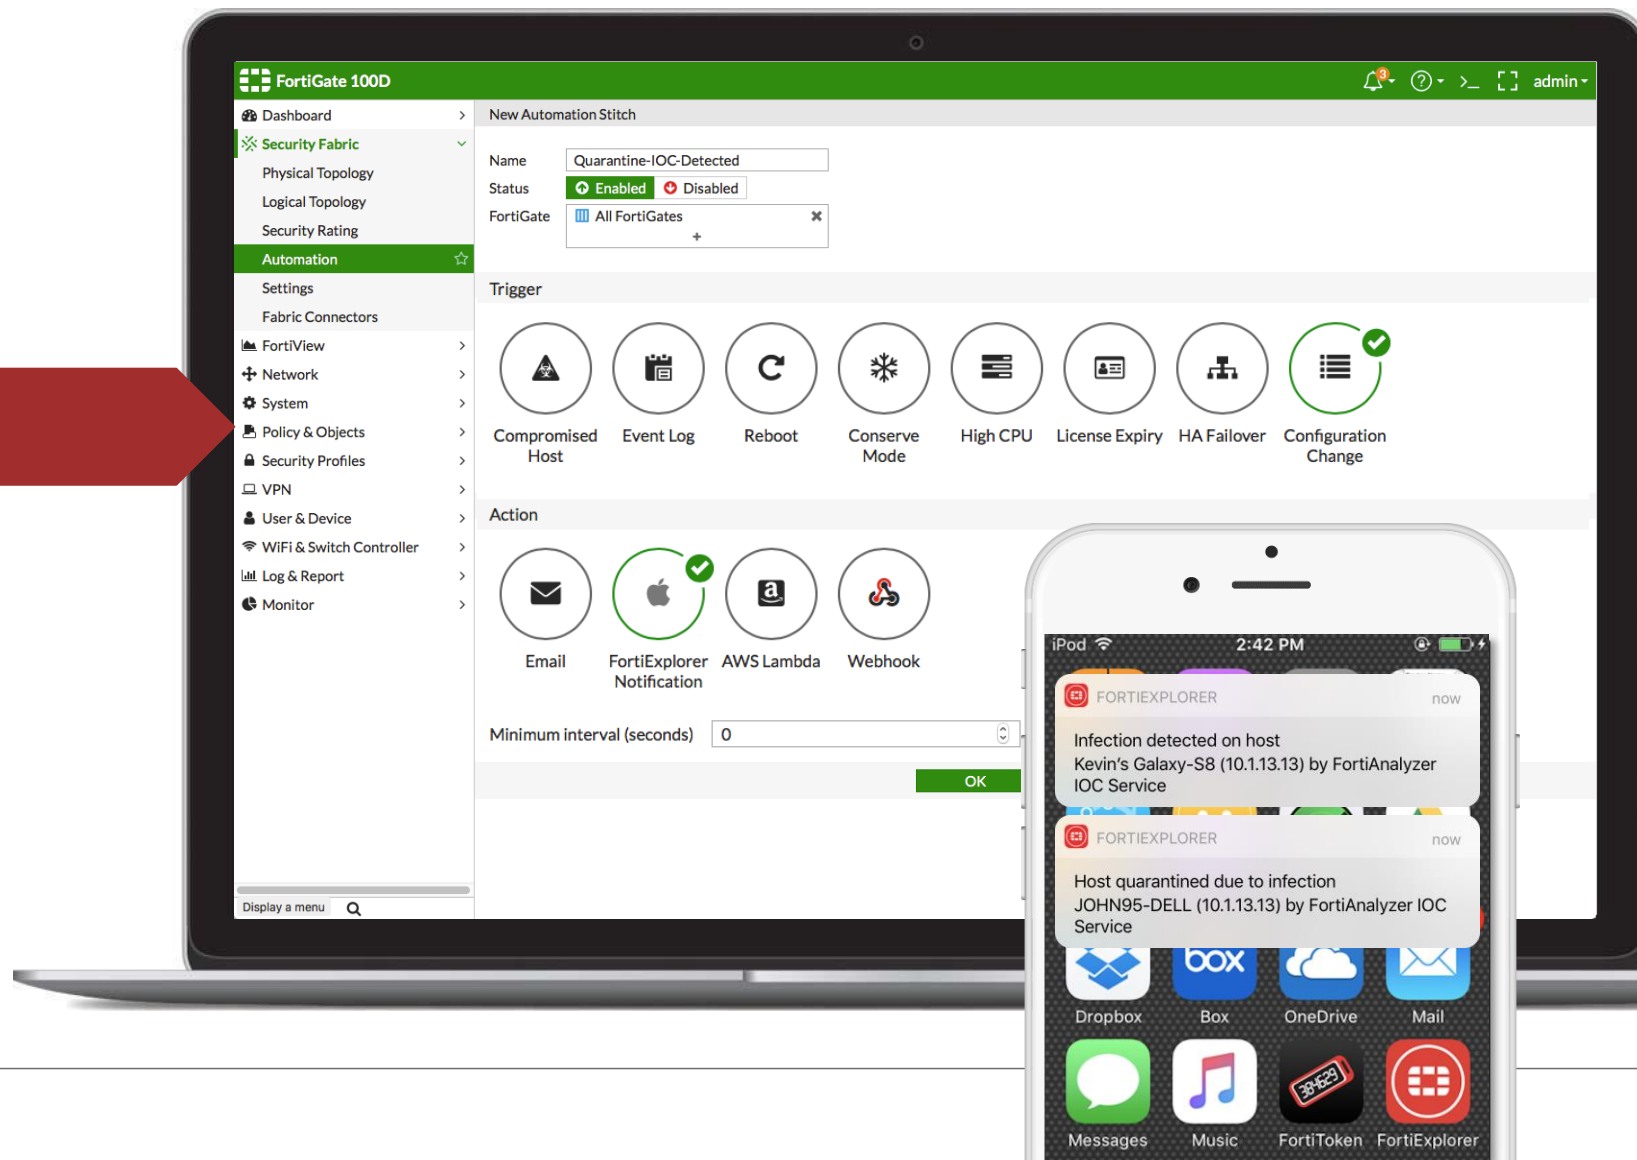 FortiGate 100D
3
admin
Dashboard
Security Fabric
Physical Topology
Logical Topology
Security Rating
Automation
Settings
Fabric Connectors
FortiView
Network
System
Policy & Objects
Security Profiles
VPN
User & Device
WiFi & Switch Controller
Log & Report
Monitor
Display a menu
New Automation Stitch
Name Quarantine-IOC-Detected
Status Enabled Disabled
FortiGate All FortiGates
Trigger
Compromised Host
Event Log
Reboot
Conserve Mode
High CPU
License Expiry
HA Failover
Configuration Change
Action
Email
FortiExplorer Notification
AWS Lambda
Webhook
Minimum interval (seconds) 0
OK
iPod 2:42 PM
FORTIEXPLORER now
Infection detected on host
Kevin's Galaxy-S8 (10.1.13.13) by FortiAnalyzer
IOC Service
FORTIEXPLORER now
Host quarantined due to infection
JOHN95-DELL (10.1.13.13) by FortiAnalyzer IOC
Service
box
Dropbox Box OneDrive Mail
384629
Messages Music FortiToken FortiExplorer